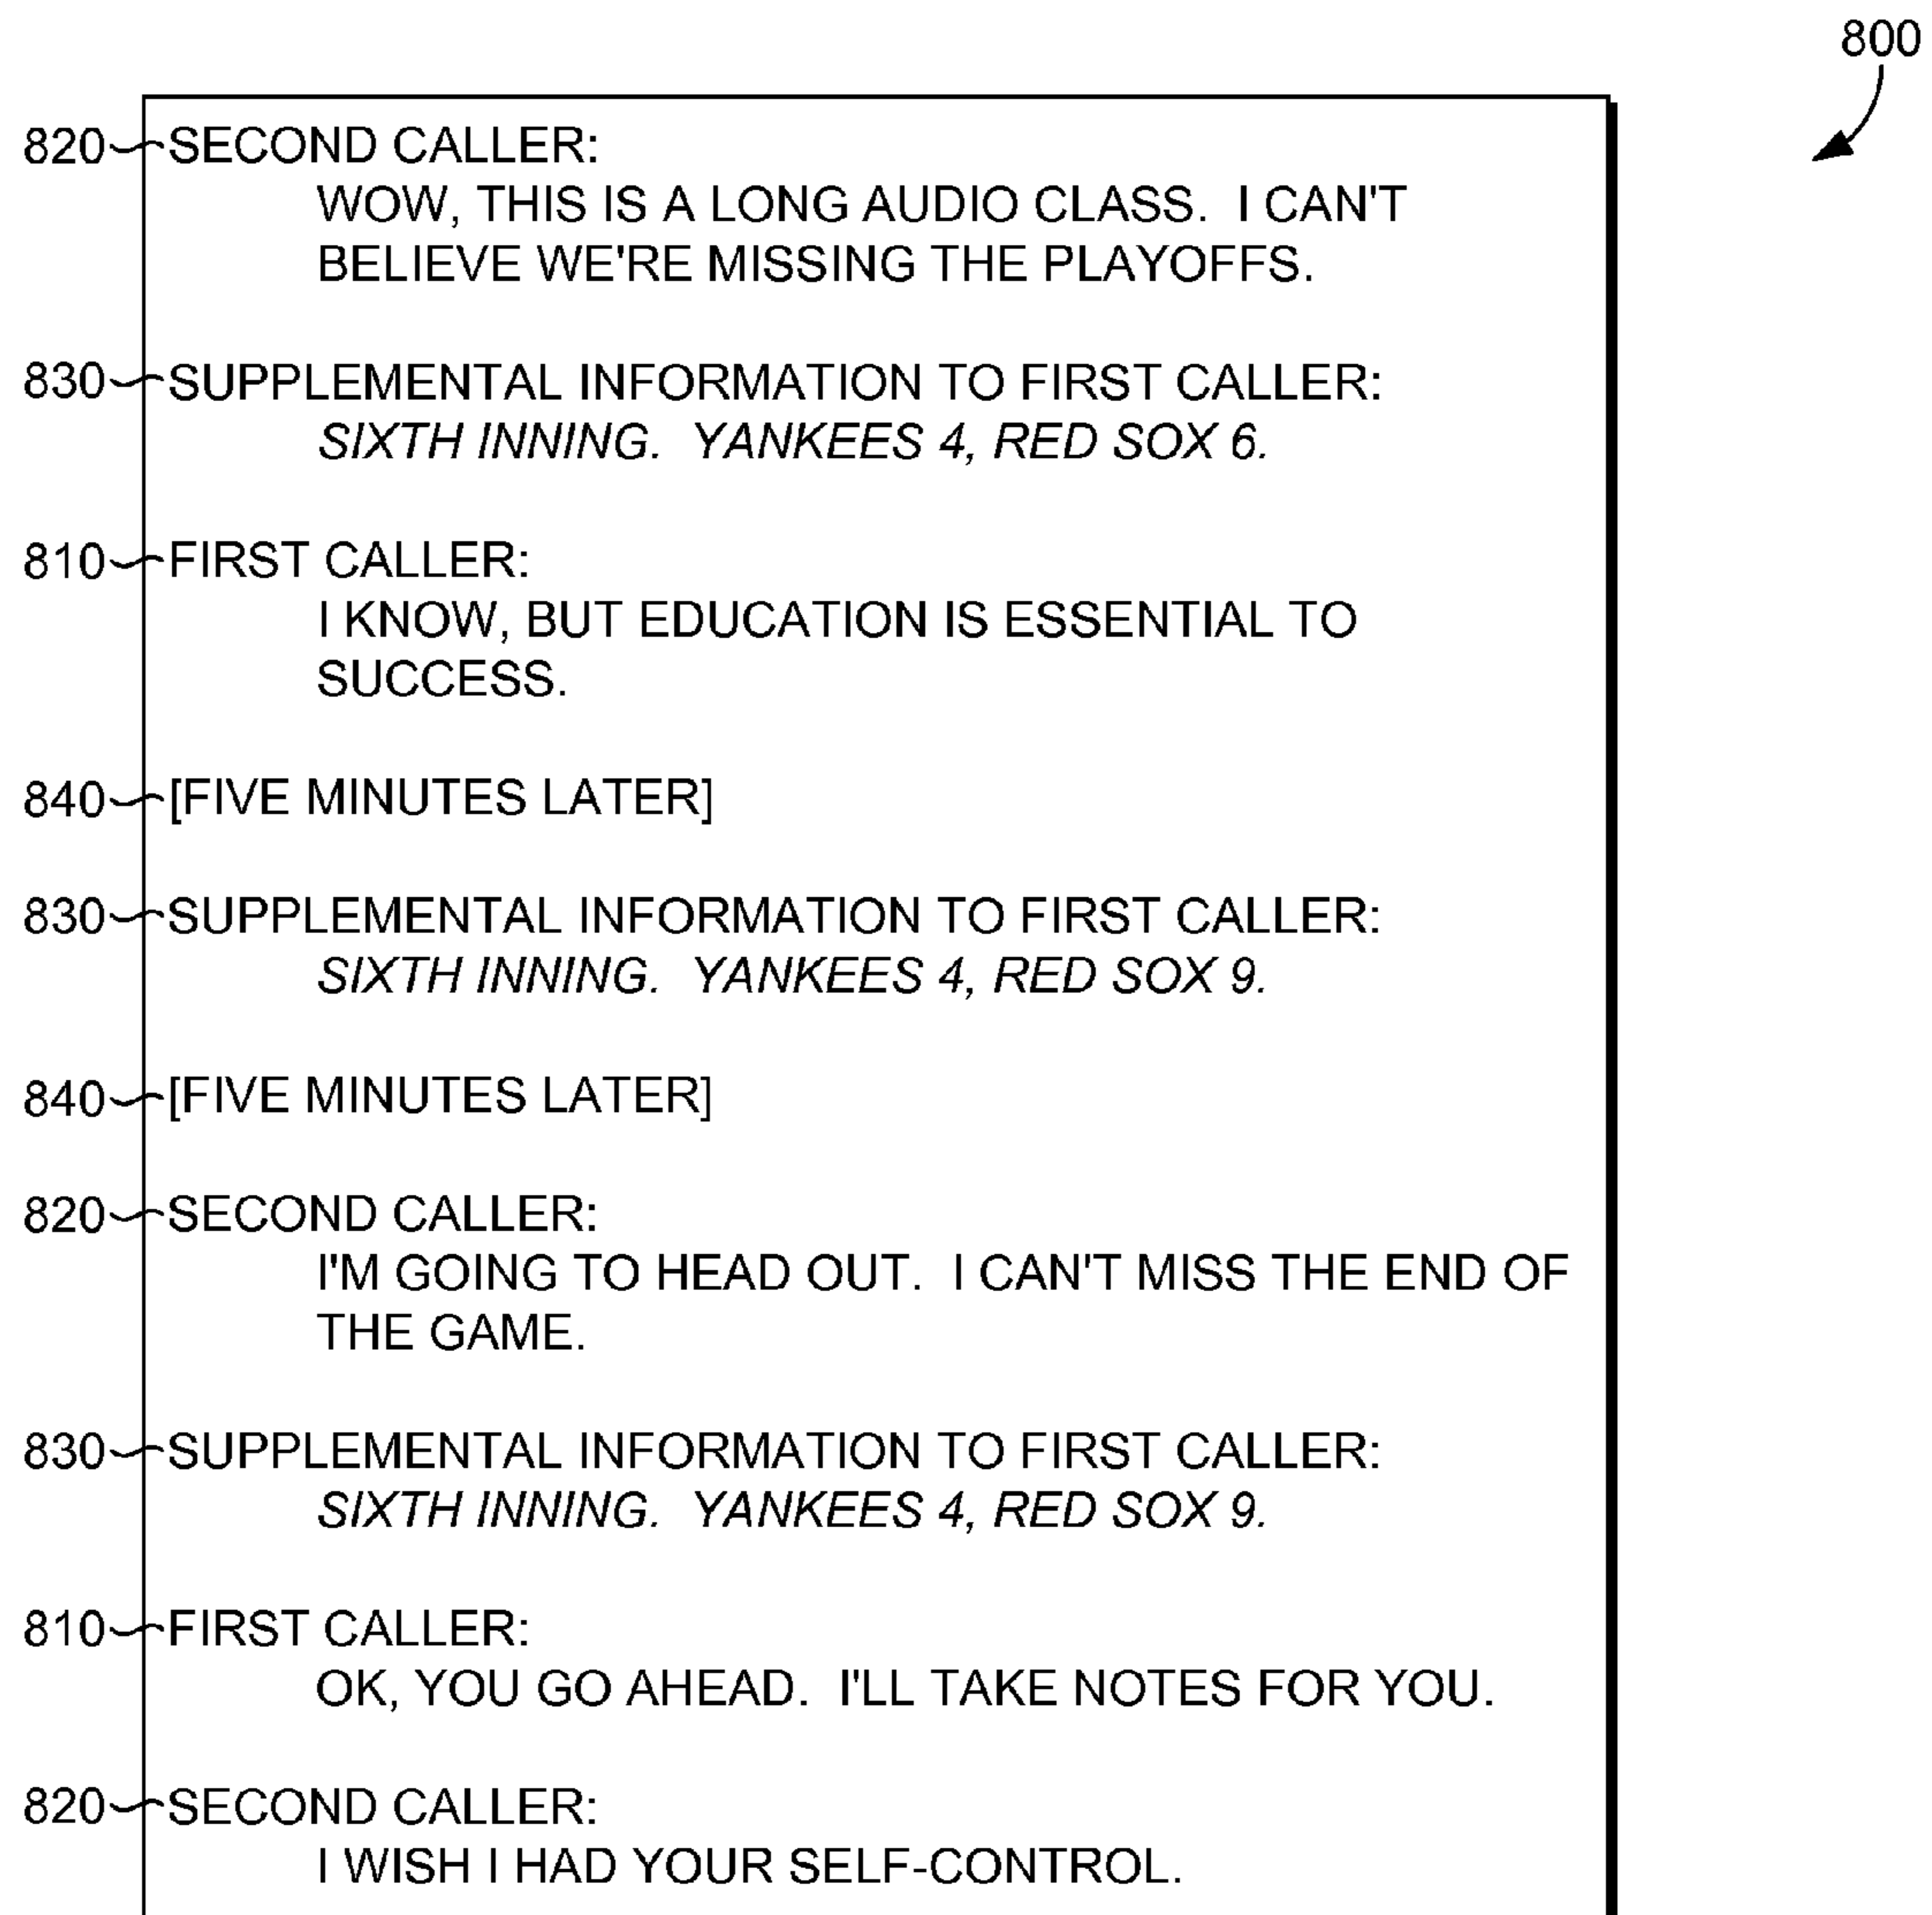 800
820 SECOND CALLER:
WOW, THIS IS A LONG AUDIO CLASS. I CAN'T
BELIEVE WE'RE MISSING THE PLAYOFFS.
830 SUPPLEMENTAL INFORMATION TO FIRST CALLER:
SIXTH INNING. YANKEES 4, RED SOX 6.
810 FIRST CALLER:
I KNOW, BUT EDUCATION IS ESSENTIAL TO
SUCCESS.
840 [FIVE MINUTES LATER]
830 SUPPLEMENTAL INFORMATION TO FIRST CALLER:
SIXTH INNING. YANKEES 4, RED SOX 9.
840 [FIVE MINUTES LATER]
820 SECOND CALLER:
I'M GOING TO HEAD OUT. I CAN'T MISS THE END OF
THE GAME.
830 SUPPLEMENTAL INFORMATION TO FIRST CALLER:
SIXTH INNING. YANKEES 4, RED SOX 9.
810 FIRST CALLER:
OK, YOU GO AHEAD. I'LL TAKE NOTES FOR YOU.
820 SECOND CALLER:
I WISH I HAD YOUR SELF-CONTROL.